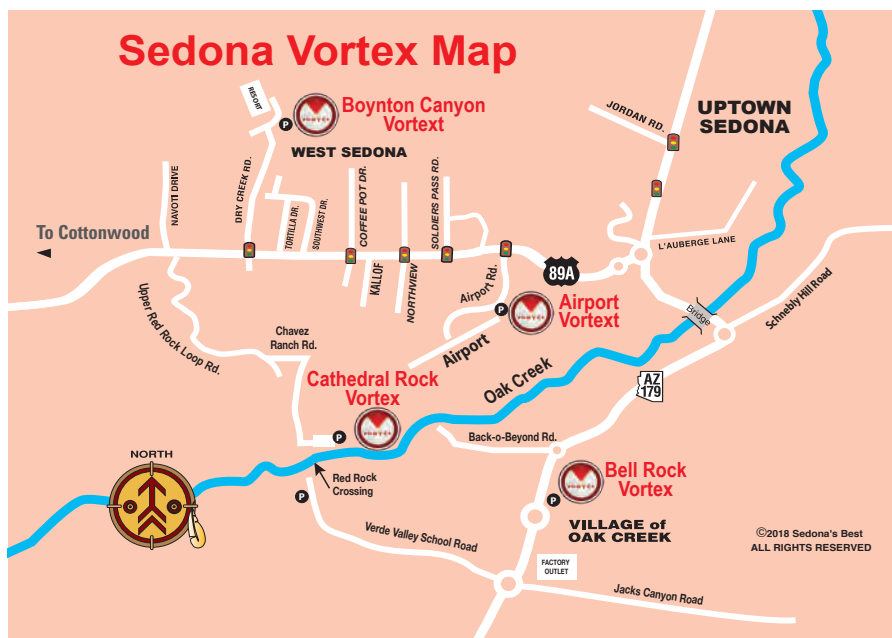 Sedona Vortex Map
RESORT
P
Boynton Canyon
Vortext
WEST SEDONA
JORDAN RD.
UPTOWN
SEDONA
NAVOTI DRIVE
DRY CREEK RD.
TORTILLA DR.
SOUTHWEST DR.
COFFEE POT DR.
SOLDIERS PASS RD.
To Cottonwood
L'AUBERGE LANE
KALLOF
NORTHVIEW
Airport Rd.
89A
Schnebly Hill Road
Upper Red Rock Loop Rd.
P
Airport
Vortext
Bridge
Chavez
Ranch Rd.
Airport
Oak Creek
Cathedral Rock
Vortex
AZ
179
P
Back-o-Beyond Rd.
NORTH
Red Rock
Crossing
P
Bell Rock
Vortex
P
VILLAGE of
OAK CREEK
Verde Valley School Road
©2018 Sedona's Best
ALL RIGHTS RESERVED
FACTORY
OUTLET
Jacks Canyon Road